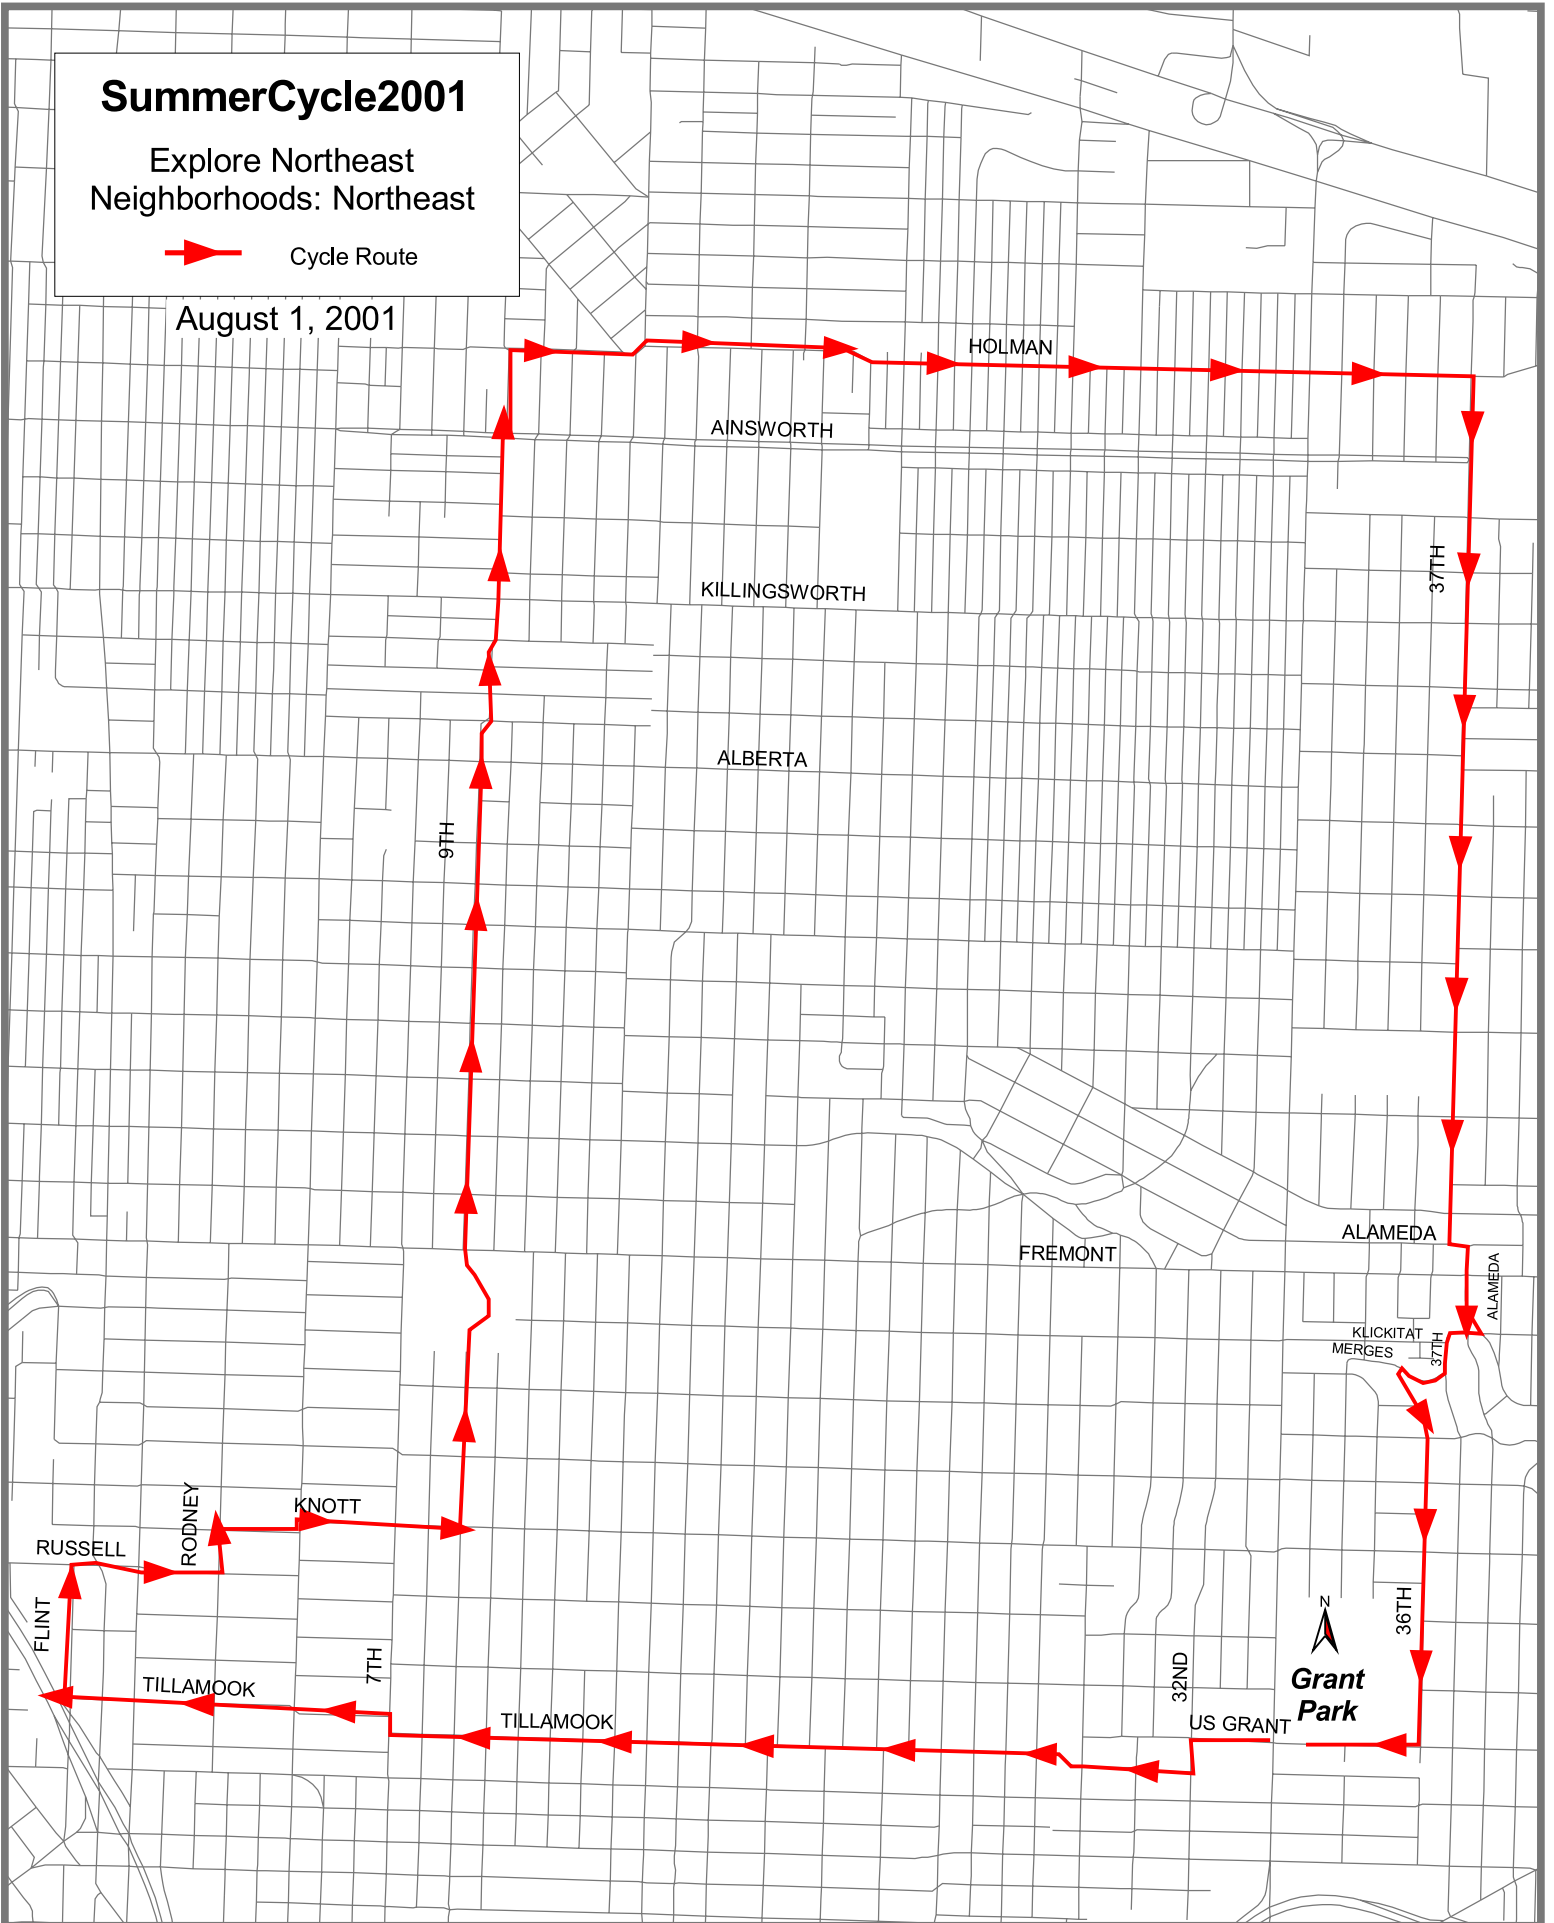 SummerCycle2001
Explore Northeast
Neighborhoods: Northeast
Cycle Route
August 1, 2001
HOLMAN
AINSWORTH
37TH
KILLINGSWORTH
ALBERTA
9TH
ALAMEDA
FREMONT
ALAMEDA
KLICKITAT
MERGES
37TH
KNOTT
RODNEY
RUSSELL
FLINT
36TH
N
Grant
Park
7TH
32ND
TILLAMOOK
TILLAMOOK
US GRANT